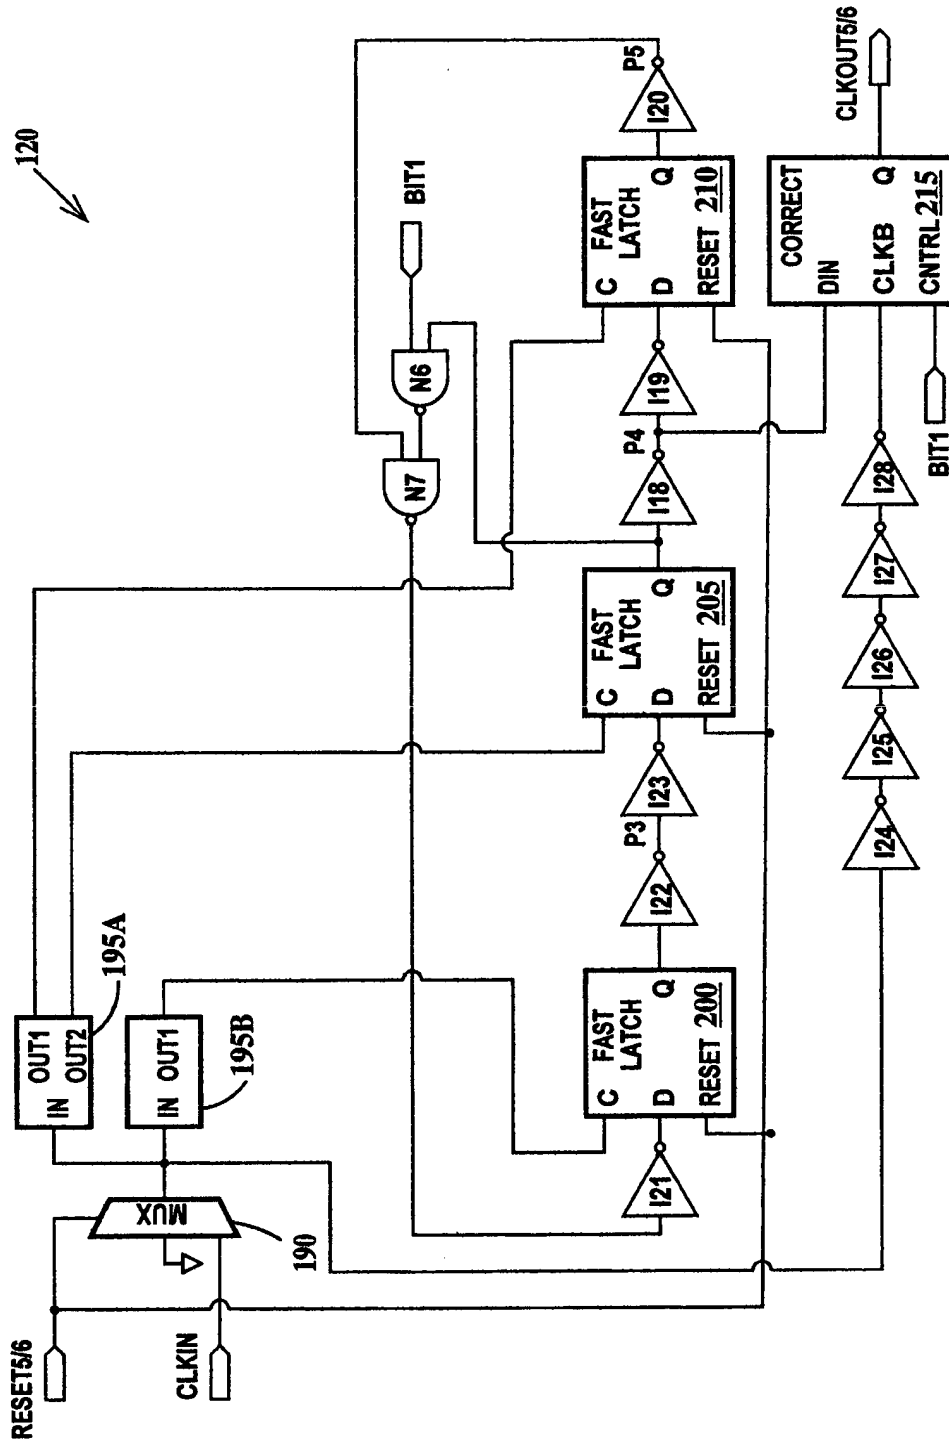 120
RESET5/6
CLKIN
MUX
190
IN OUT1
OUT2
195A
IN OUT1
195B
BIT1
N6
N7
I21
FAST
LATCH
C
D Q
RESET 200
I22
P3
I23
FAST
LATCH
C
D Q
RESET 205
I18
P4
I19
FAST
LATCH
C
D Q
RESET 210
I20
P5
I24
I25
I26
I27
I28
BIT1
CORRECT
DIN
CLKB Q
CNTRL 215
CLKOUT5/6